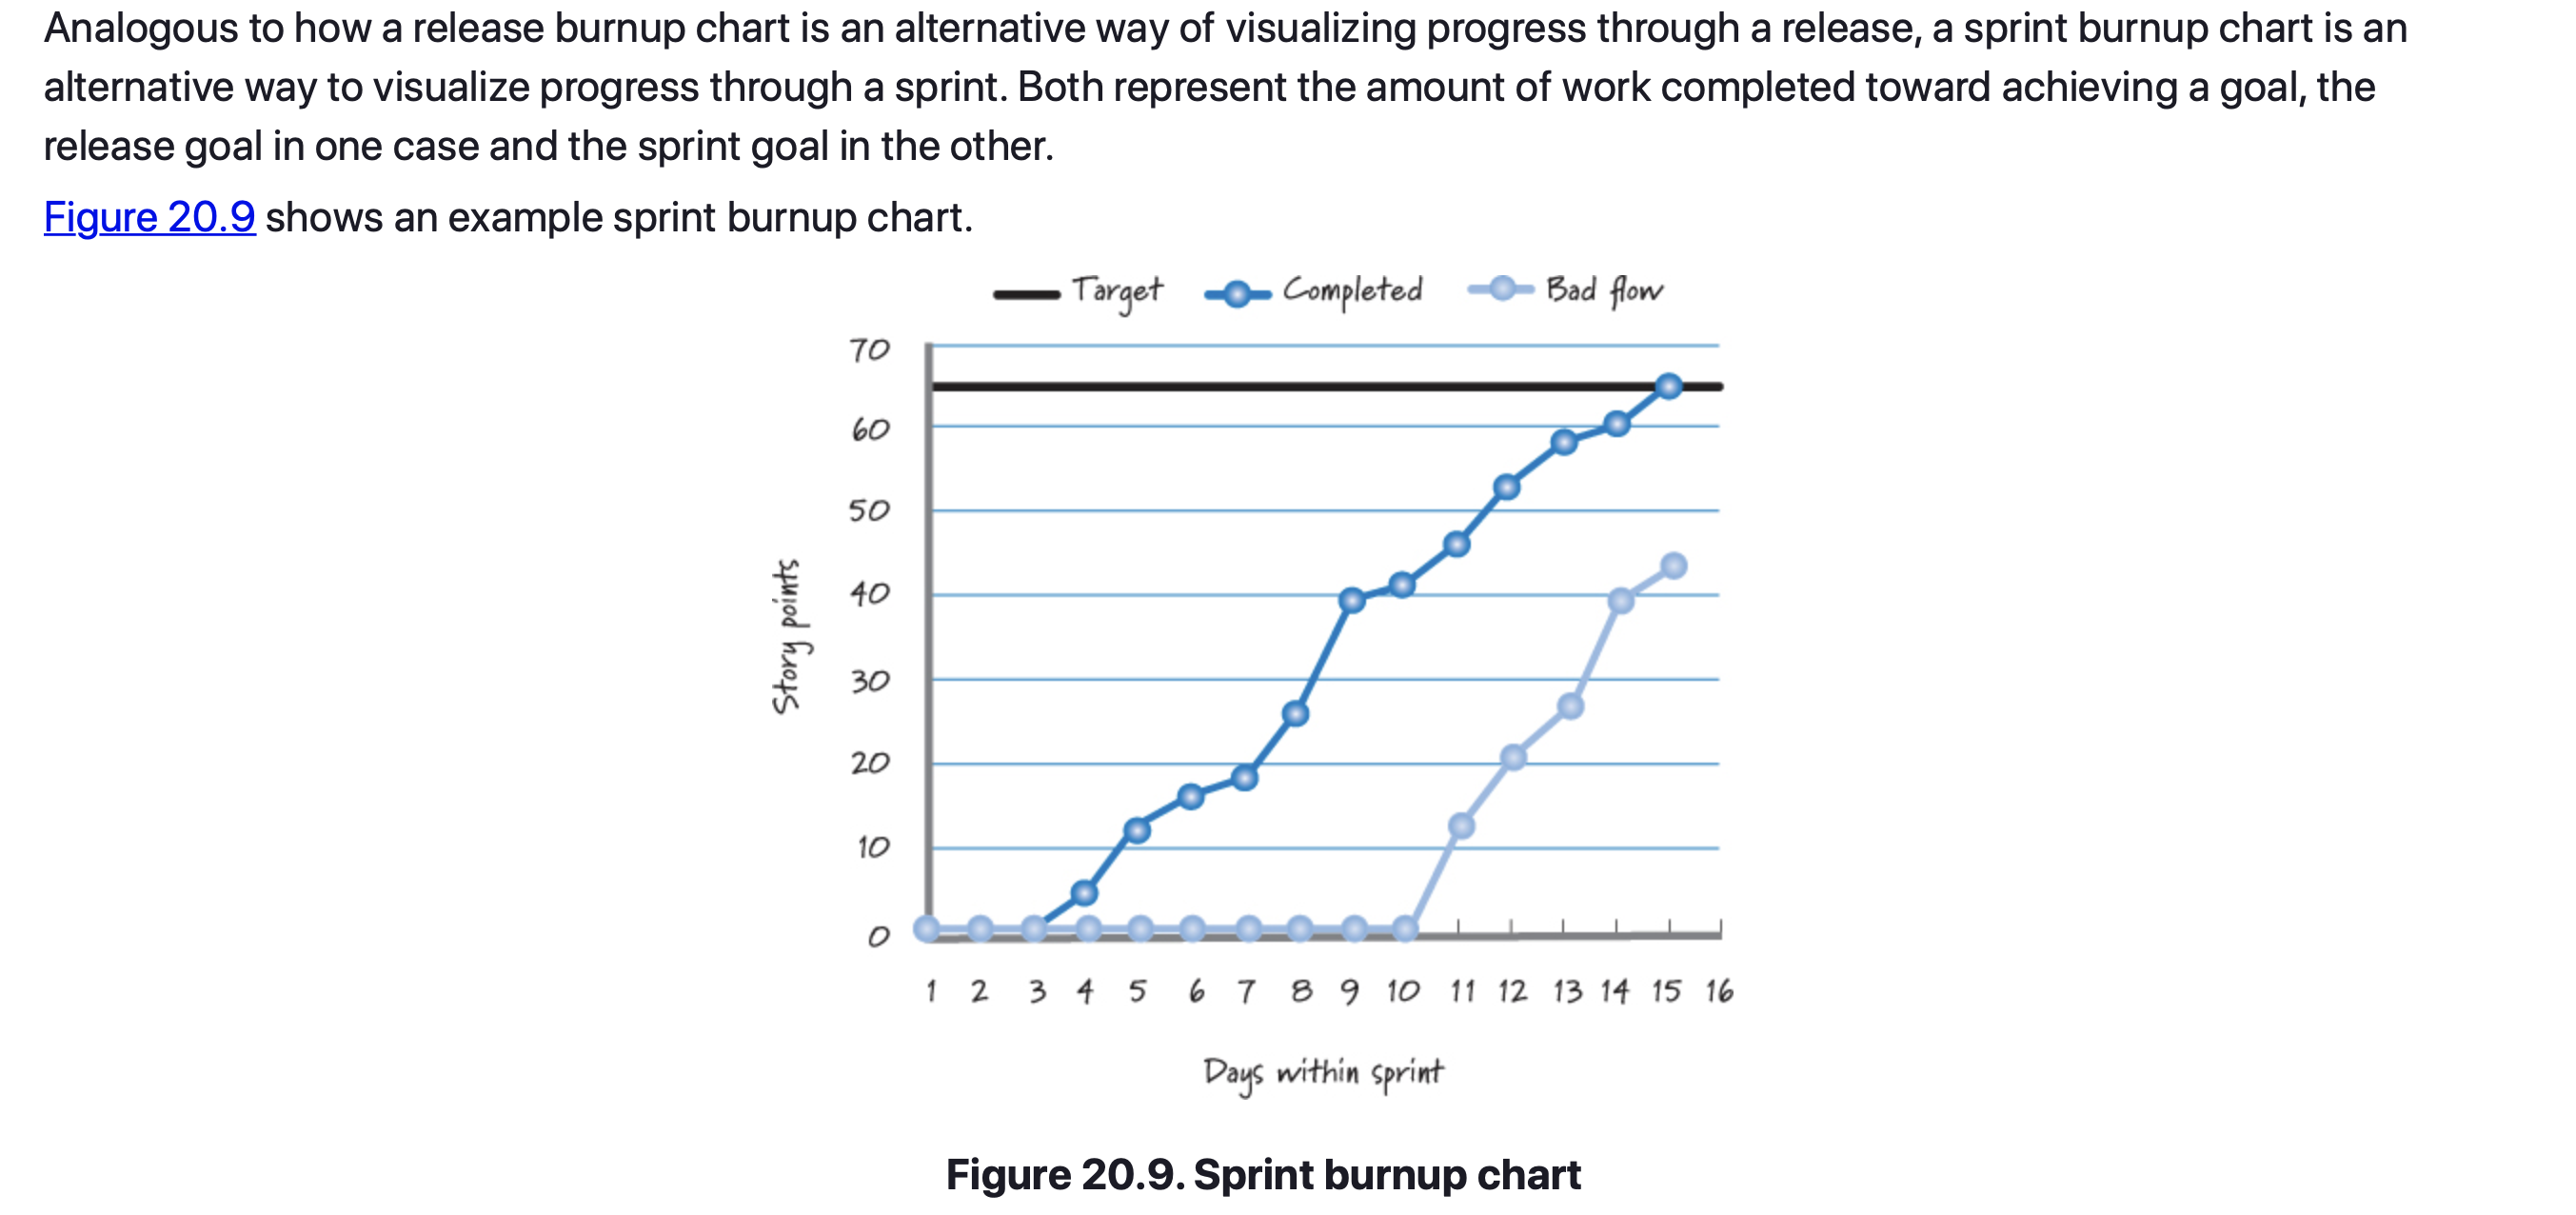 Analogous to how a release burnup chart is an alternative way of visualizing progress through a release, a sprint burnup chart is an
alternative way to visualize progress through a sprint. Both represent the amount of work completed toward achieving a goal, the
release goal in one case and the sprint goal in the other.
Figure 20.9 shows an example sprint burnup chart.
Target Completed Bad flow
70
60
50
40
30
20
10
0
Story points
1 2 3 4 5 6 7 8 9 10 11 12 13 14 15 16
Days within sprint
Figure 20.9. Sprint burnup chart